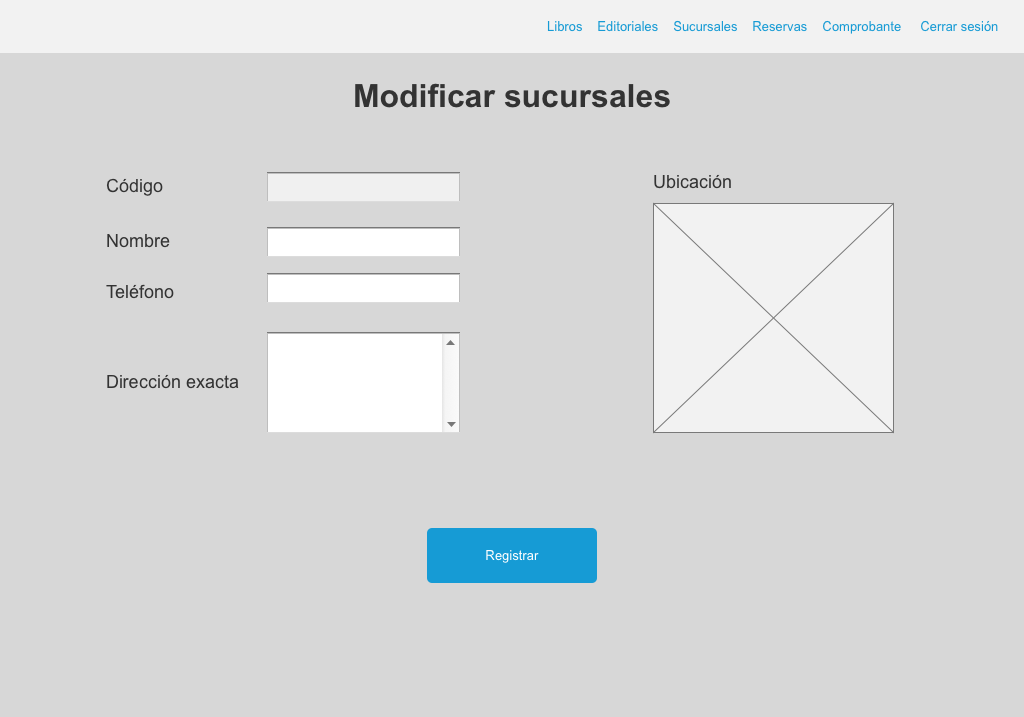 Libros Editoriales Sucursales Reservas Comprobante Cerrar sesión
Modificar sucursales
Código
Nombre
Teléfono
Dirección exacta
Ubicación
Registrar